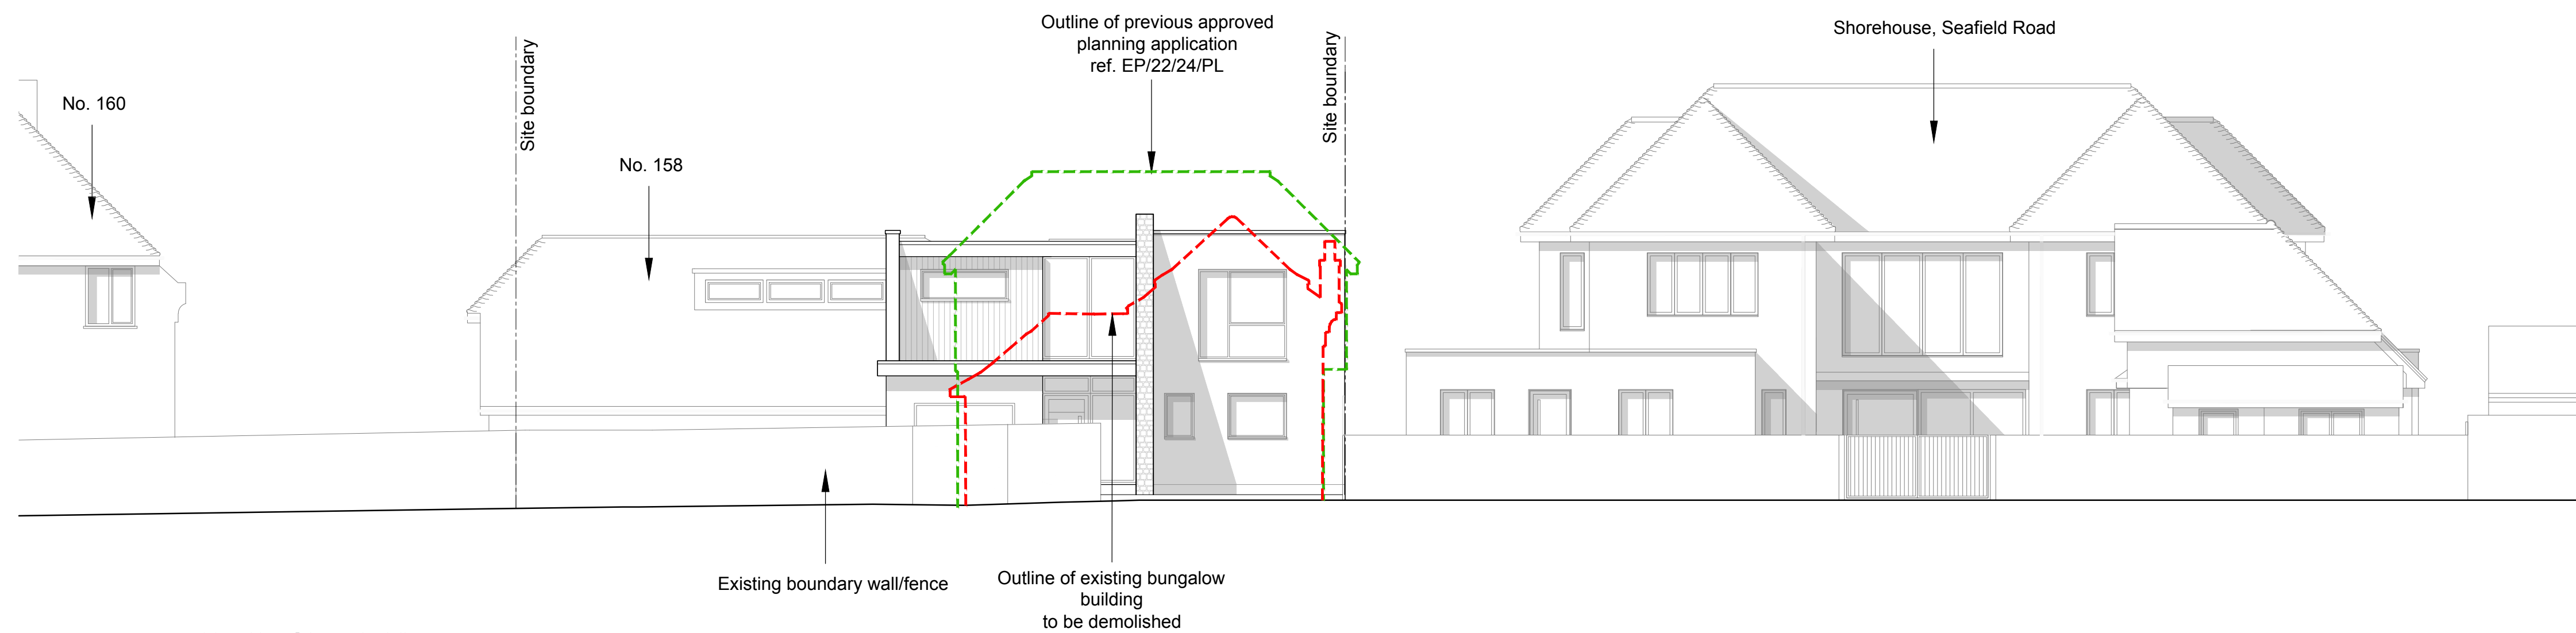 No. 160
Site boundary
No. 158
Outline of previous approved
planning application
ref. EP/22/24/PL
Site boundary
Shorehouse, Seafield Road
Existing boundary wall/fence
Outline of existing bungalow
building
to be demolished